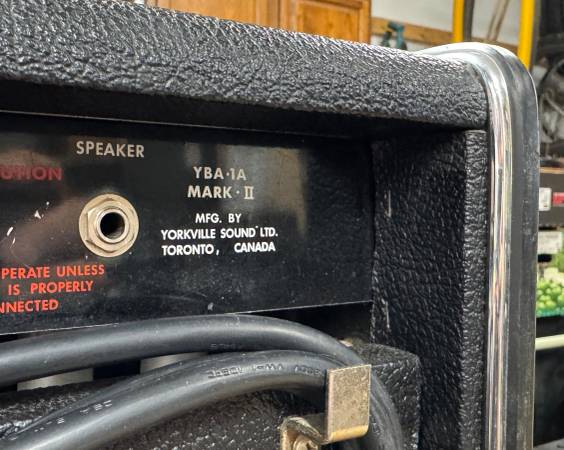 SPEAKER
UTION
YBA·1A
MARK · II
MFG. BY
YORKVILLE SOUND LTD.
TORONTO, CANADA
PERATE UNLESS
IS PROPERLY
NNECTED